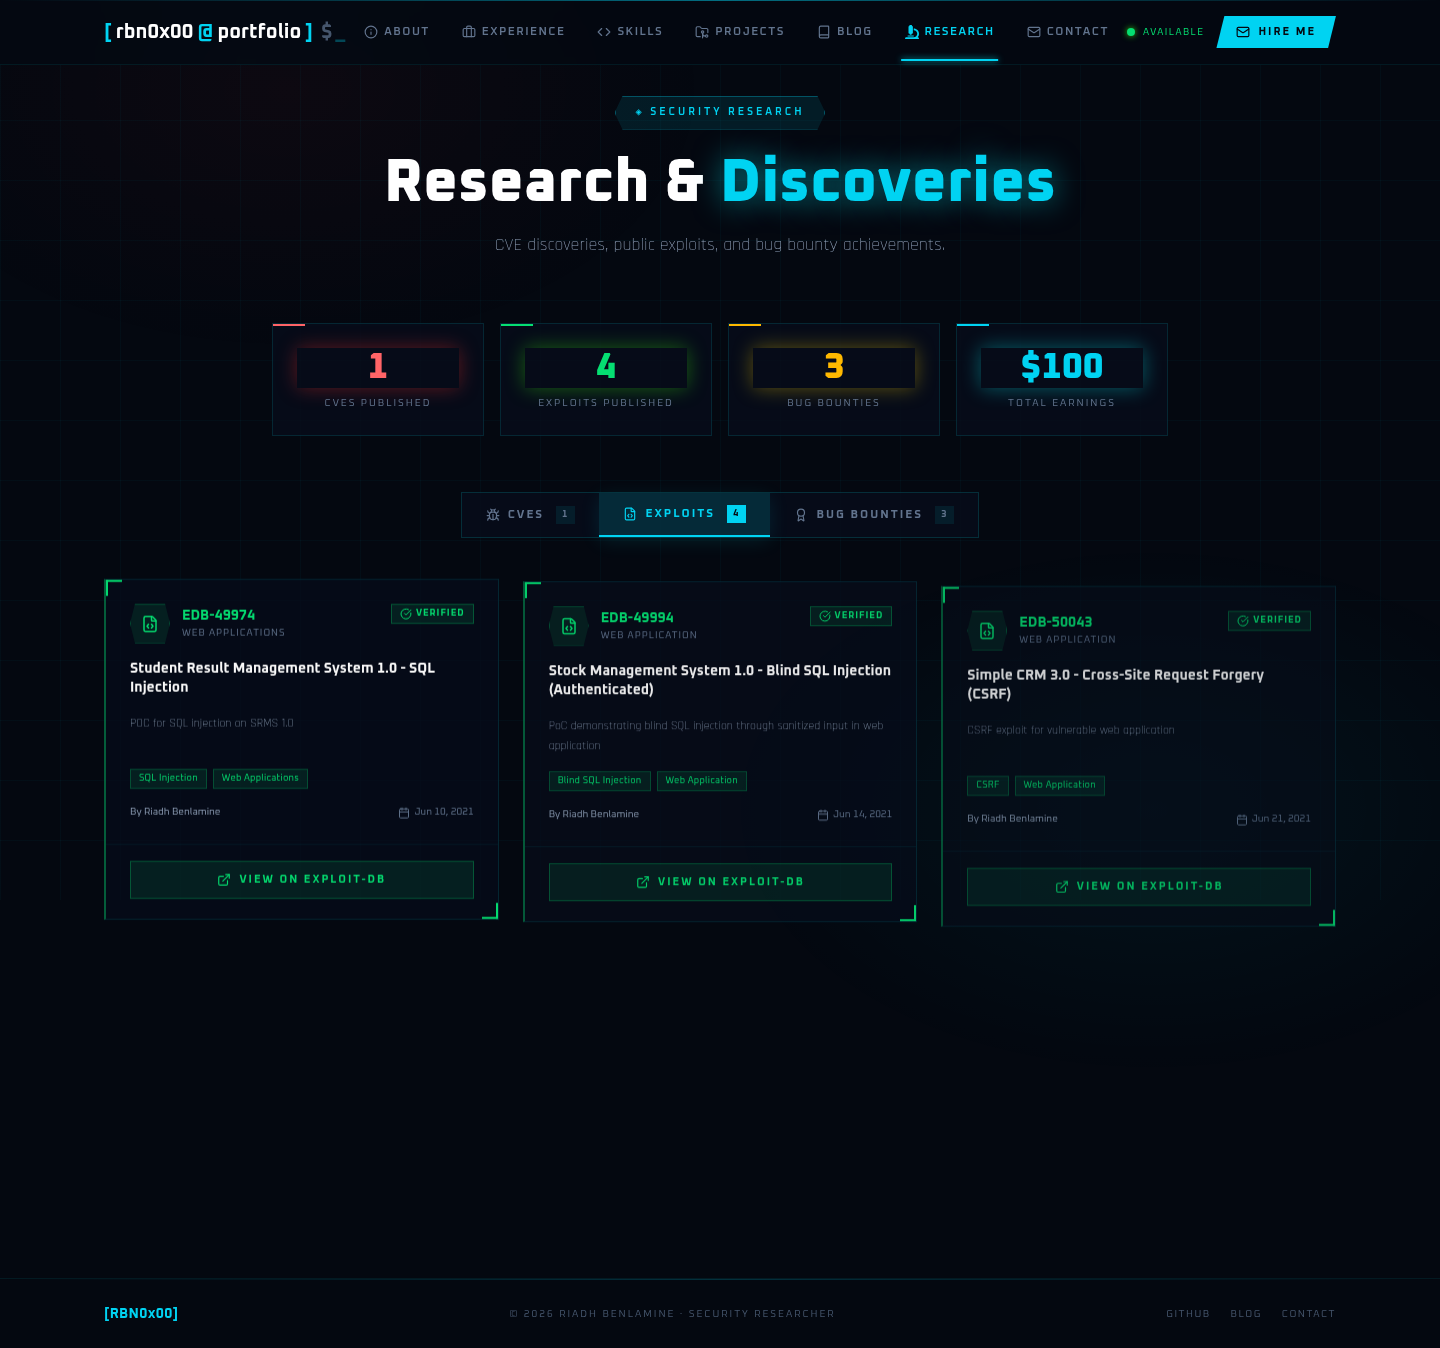 [ rbn0x00 @ portfolio ] $_
ABOUT
EXPERIENCE
SKILLS
PROJECTS
BLOG
RESEARCH
CONTACT
AVAILABLE
HIRE ME
◈ SECURITY RESEARCH
Research & Discoveries
CVE discoveries, public exploits, and bug bounty achievements.
1
CVES PUBLISHED
4
EXPLOITS PUBLISHED
3
BUG BOUNTIES
$100
TOTAL EARNINGS
CVES 1
EXPLOITS 4
BUG BOUNTIES 3
EDB-49974
WEB APPLICATIONS
VERIFIED
Student Result Management System 1.0 - SQL
Injection
POC for SQL injection on SRMS 1.0
SQL Injection
Web Applications
By Riadh Benlamine
Jun 10, 2021
VIEW ON EXPLOIT-DB
EDB-49994
WEB APPLICATION
VERIFIED
Stock Management System 1.0 - Blind SQL Injection
(Authenticated)
PoC demonstrating blind SQL injection through sanitized input in web
application
Blind SQL Injection
Web Application
By Riadh Benlamine
Jun 14, 2021
VIEW ON EXPLOIT-DB
EDB-50043
WEB APPLICATION
VERIFIED
Simple CRM 3.0 - Cross-Site Request Forgery
(CSRF)
CSRF exploit for vulnerable web application
CSRF
Web Application
By Riadh Benlamine
Jun 21, 2021
VIEW ON EXPLOIT-DB
[RBN0x00]
© 2026 RIADH BENLAMINE · SECURITY RESEARCHER
GITHUB
BLOG
CONTACT